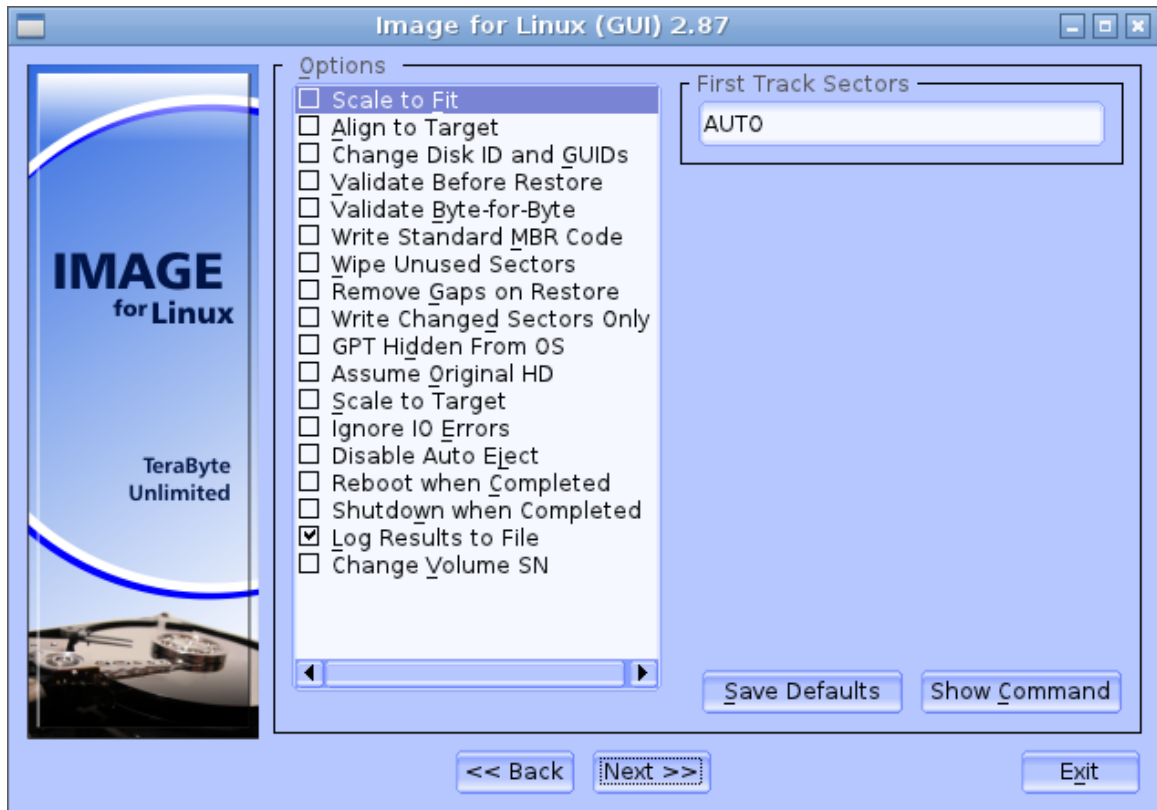 Image for Linux (GUI) 2.87
IMAGE
for Linux
TeraByte
Unlimited
Options
Scale to Fit
Align to Target
Change Disk ID and GUIDs
Validate Before Restore
Validate Byte-for-Byte
Write Standard MBR Code
Wipe Unused Sectors
Remove Gaps on Restore
Write Changed Sectors Only
GPT Hidden From OS
Assume Original HD
Scale to Target
Ignore IO Errors
Disable Auto Eject
Reboot when Completed
Shutdown when Completed
Log Results to File
Change Volume SN
First Track Sectors
AUTO
Save Defaults
Show Command
<< Back
Next >>
Exit